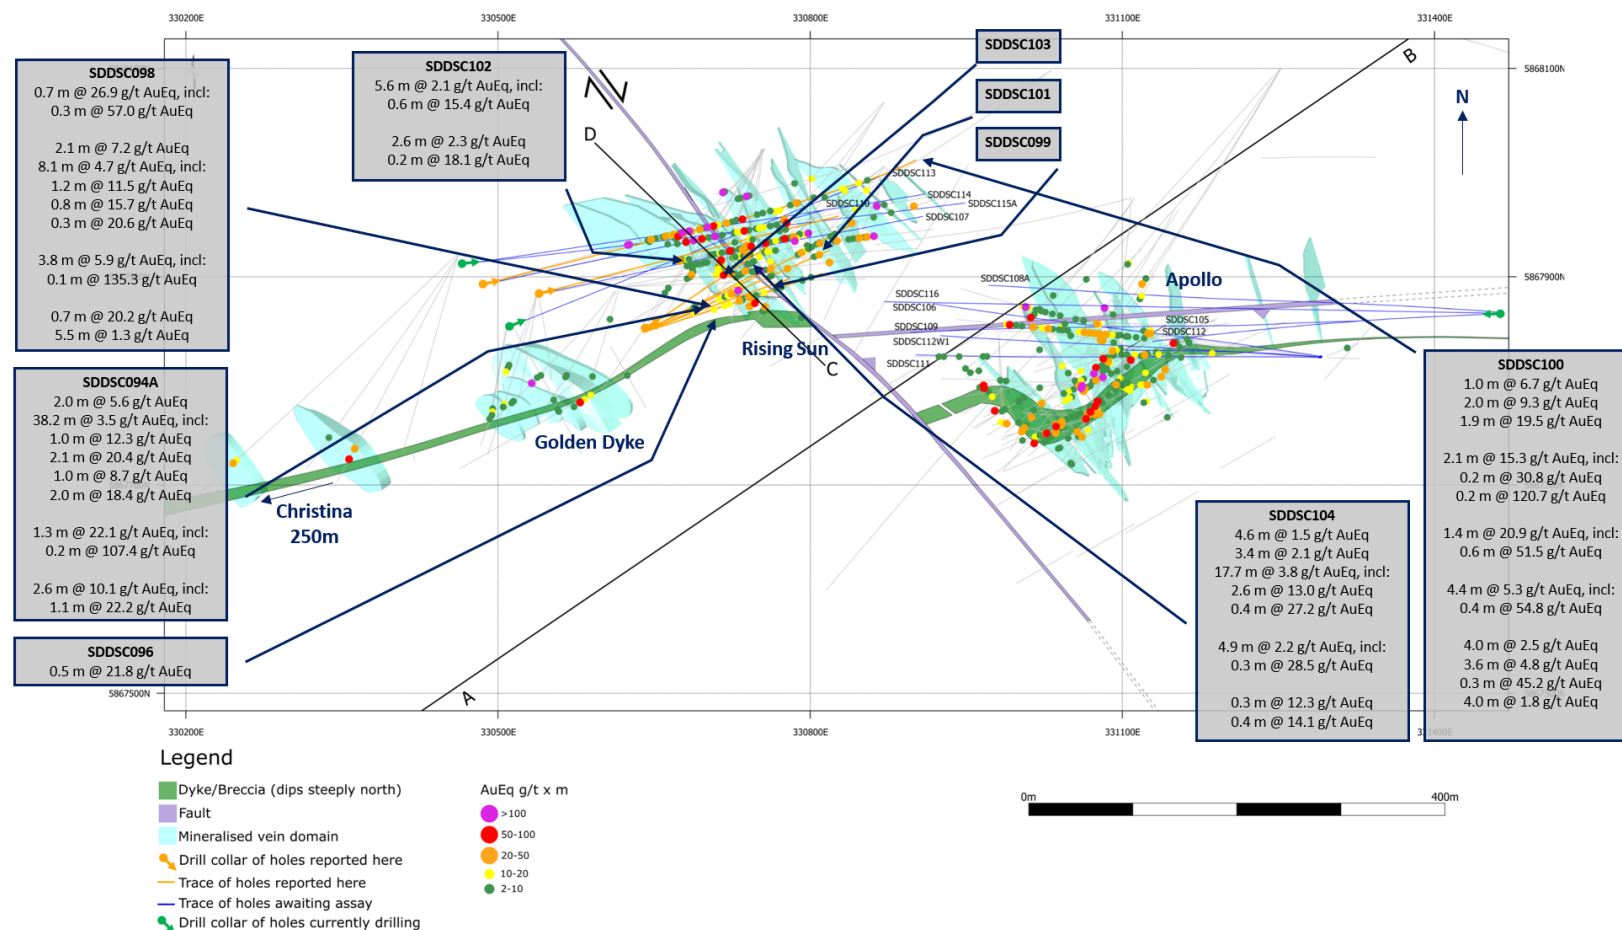 330200E
330500E
330800E
331100E
331400E
5868100N
5867900N
5867500N
SDDSC098
0.7 m @ 26.9 g/t AuEq, incl:
0.3 m @ 57.0 g/t AuEq
2.1 m @ 7.2 g/t AuEq
8.1 m @ 4.7 g/t AuEq, incl:
1.2 m @ 11.5 g/t AuEq
0.8 m @ 15.7 g/t AuEq
0.3 m @ 20.6 g/t AuEq
3.8 m @ 5.9 g/t AuEq, incl:
0.1 m @ 135.3 g/t AuEq
0.7 m @ 20.2 g/t AuEq
5.5 m @ 1.3 g/t AuEq
SDDSC102
5.6 m @ 2.1 g/t AuEq, incl:
0.6 m @ 15.4 g/t AuEq
2.6 m @ 2.3 g/t AuEq
0.2 m @ 18.1 g/t AuEq
SDDSC103
SDDSC101
SDDSC099
N
B
D
SDDSC113
SDDSC114
SDDSC110
SDDSC115A
SDDSC107
SDDSC108A
Apollo
SDDSC116
SDDSC106
SDDSC105
SDDSC109
SDDSC112
SDDSC112W1
SDDSC111
Rising Sun
C
Golden Dyke
Christina
250m
A
SDDSC094A
2.0 m @ 5.6 g/t AuEq
38.2 m @ 3.5 g/t AuEq, incl:
1.0 m @ 12.3 g/t AuEq
2.1 m @ 20.4 g/t AuEq
1.0 m @ 8.7 g/t AuEq
2.0 m @ 18.4 g/t AuEq
1.3 m @ 22.1 g/t AuEq, incl:
0.2 m @ 107.4 g/t AuEq
2.6 m @ 10.1 g/t AuEq, incl:
1.1 m @ 22.2 g/t AuEq
SDDSC096
0.5 m @ 21.8 g/t AuEq
SDDSC100
1.0 m @ 6.7 g/t AuEq
2.0 m @ 9.3 g/t AuEq
1.9 m @ 19.5 g/t AuEq
2.1 m @ 15.3 g/t AuEq, incl:
0.2 m @ 30.8 g/t AuEq
0.2 m @ 120.7 g/t AuEq
1.4 m @ 20.9 g/t AuEq, incl:
0.6 m @ 51.5 g/t AuEq
4.4 m @ 5.3 g/t AuEq, incl:
0.4 m @ 54.8 g/t AuEq
4.0 m @ 2.5 g/t AuEq
3.6 m @ 4.8 g/t AuEq
0.3 m @ 45.2 g/t AuEq
4.0 m @ 1.8 g/t AuEq
SDDSC104
4.6 m @ 1.5 g/t AuEq
3.4 m @ 2.1 g/t AuEq
17.7 m @ 3.8 g/t AuEq, incl:
2.6 m @ 13.0 g/t AuEq
0.4 m @ 27.2 g/t AuEq
4.9 m @ 2.2 g/t AuEq, incl:
0.3 m @ 28.5 g/t AuEq
0.3 m @ 12.3 g/t AuEq
0.4 m @ 14.1 g/t AuEq
330200E
330500E
330800E
331100E
331400E
Legend
Dyke/Breccia (dips steeply north)
Fault
Mineralised vein domain
Drill collar of holes reported here
Trace of holes reported here
Trace of holes awaiting assay
Drill collar of holes currently drilling
AuEq g/t x m
>100
50-100
20-50
10-20
2-10
0m
400m